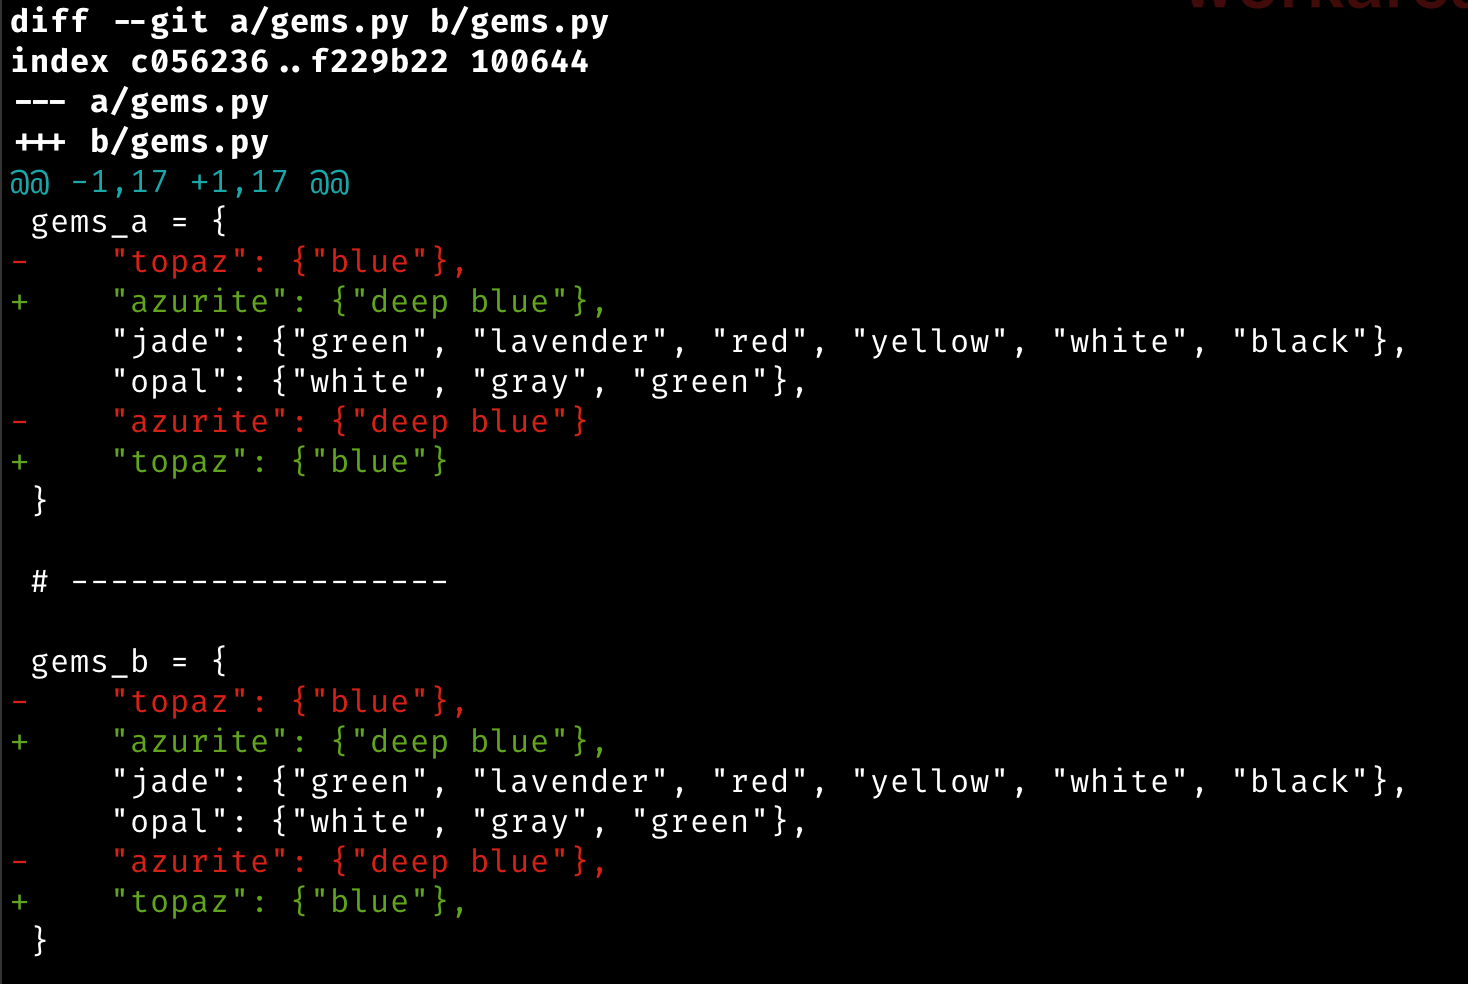 diff --git a/gems.py b/gems.py
index c056236..f229b22 100644
--- a/gems.py
+++ b/gems.py
@@ -1,17 +1,17 @@
 gems_a = {
-    "topaz": {"blue"},
+    "azurite": {"deep blue"},
     "jade": {"green", "lavender", "red", "yellow", "white", "black"},
     "opal": {"white", "gray", "green"},
-    "azurite": {"deep blue"}
+    "topaz": {"blue"}
 }

 # -------------------

 gems_b = {
-    "topaz": {"blue"},
+    "azurite": {"deep blue"},
     "jade": {"green", "lavender", "red", "yellow", "white", "black"},
     "opal": {"white", "gray", "green"},
-    "azurite": {"deep blue"},
+    "topaz": {"blue"},
 }